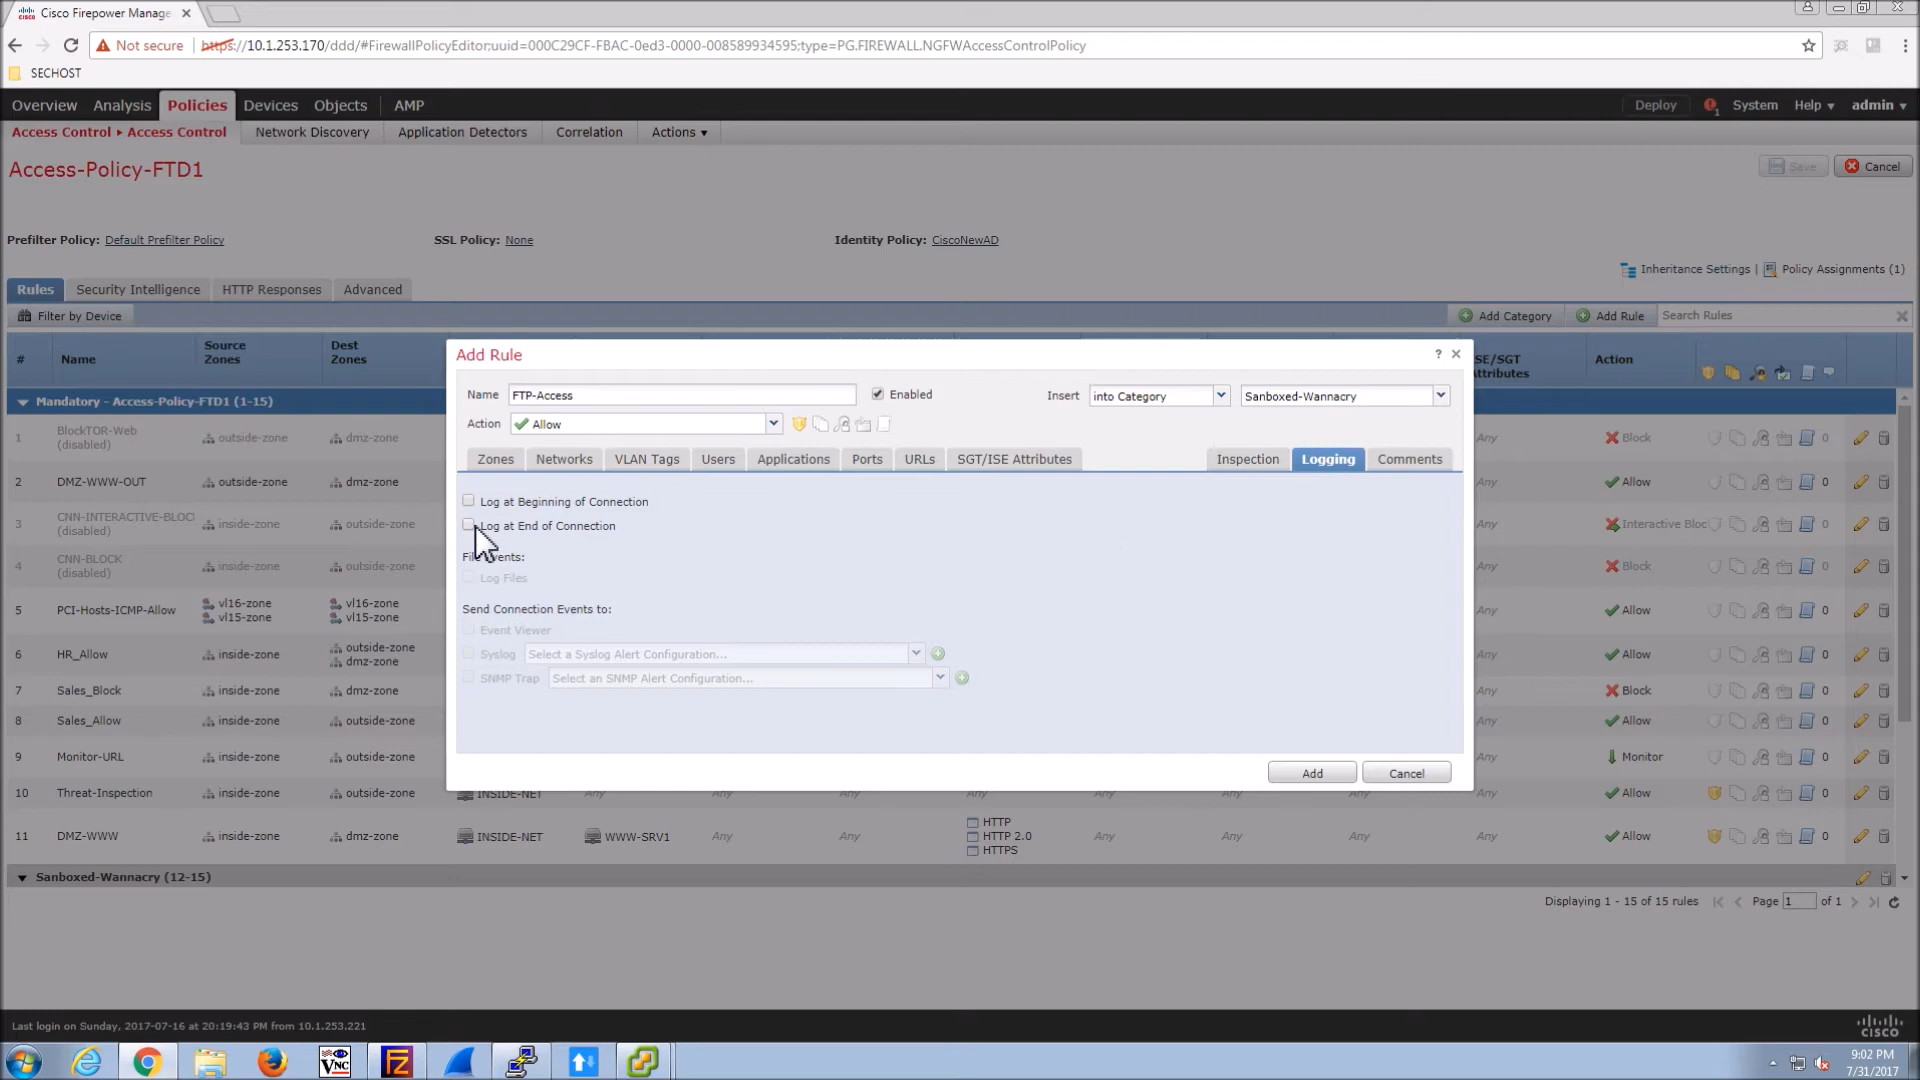 Cisco Firepower Manage
Not secure | https://10.1.253.170/ddd/#FirewallPolicyEditor;uuid=000C29CF-FBAC-0ed3-0000-008589934595;type=PG.FIREWALL.NGFWAccessControlPolicy
SECHOST
Overview Analysis Policies Devices Objects AMP Deploy 1 System Help admin
Access Control Access Control Network Discovery Application Detectors Correlation Actions
Access-Policy-FTD1 Save Cancel
Prefilter Policy: Default Prefilter Policy SSL Policy: None Identity Policy: CiscoNewAD
Inheritance Settings | Policy Assignments (1)
Rules Security Intelligence HTTP Responses Advanced
Filter by Device Add Category Add Rule Search Rules
# Name Source Zones Dest Zones SE/SGT ttributes Action
Mandatory - Access-Policy-FTD1 (1-15)
1 BlockTOR-Web (disabled) outside-zone dmz-zone Any Block 0
2 DMZ-WWW-OUT outside-zone dmz-zone Any Allow 0
3 CNN-INTERACTIVE-BLOC (disabled) inside-zone outside-zone Any Interactive Bloc 0
4 CNN-BLOCK (disabled) inside-zone outside-zone Any Block 0
5 PCI-Hosts-ICMP-Allow vl16-zone vl15-zone vl16-zone vl15-zone Any Allow 0
6 HR_Allow inside-zone outside-zone dmz-zone Any Allow 0
7 Sales_Block inside-zone dmz-zone Any Block 0
8 Sales_Allow inside-zone outside-zone Any Allow 0
9 Monitor-URL inside-zone outside-zone Any Monitor 0
10 Threat-Inspection inside-zone outside-zone INSIDE-NET Any Any Any Any Any Any Any Any Allow 0
11 DMZ-WWW inside-zone dmz-zone INSIDE-NET WWW-SRV1 Any Any HTTP HTTP 2.0 HTTPS Any Any Any Any Allow 0
Sanboxed-Wannacry (12-15)
Displaying 1 - 15 of 15 rules Page 1 of 1
Add Rule ?
Name FTP-Access Enabled Insert into Category Sanboxed-Wannacry
Action Allow
Zones Networks VLAN Tags Users Applications Ports URLs SGT/ISE Attributes Inspection Logging Comments
Log at Beginning of Connection
Log at End of Connection
File Events:
Log Files
Send Connection Events to:
Event Viewer
Syslog Select a Syslog Alert Configuration...
SNMP Trap Select an SNMP Alert Configuration...
Add Cancel
Last login on Sunday, 2017-07-16 at 20:19:43 PM from 10.1.253.221
CISCO
VNC
FZ
9:02 PM
7/31/2017